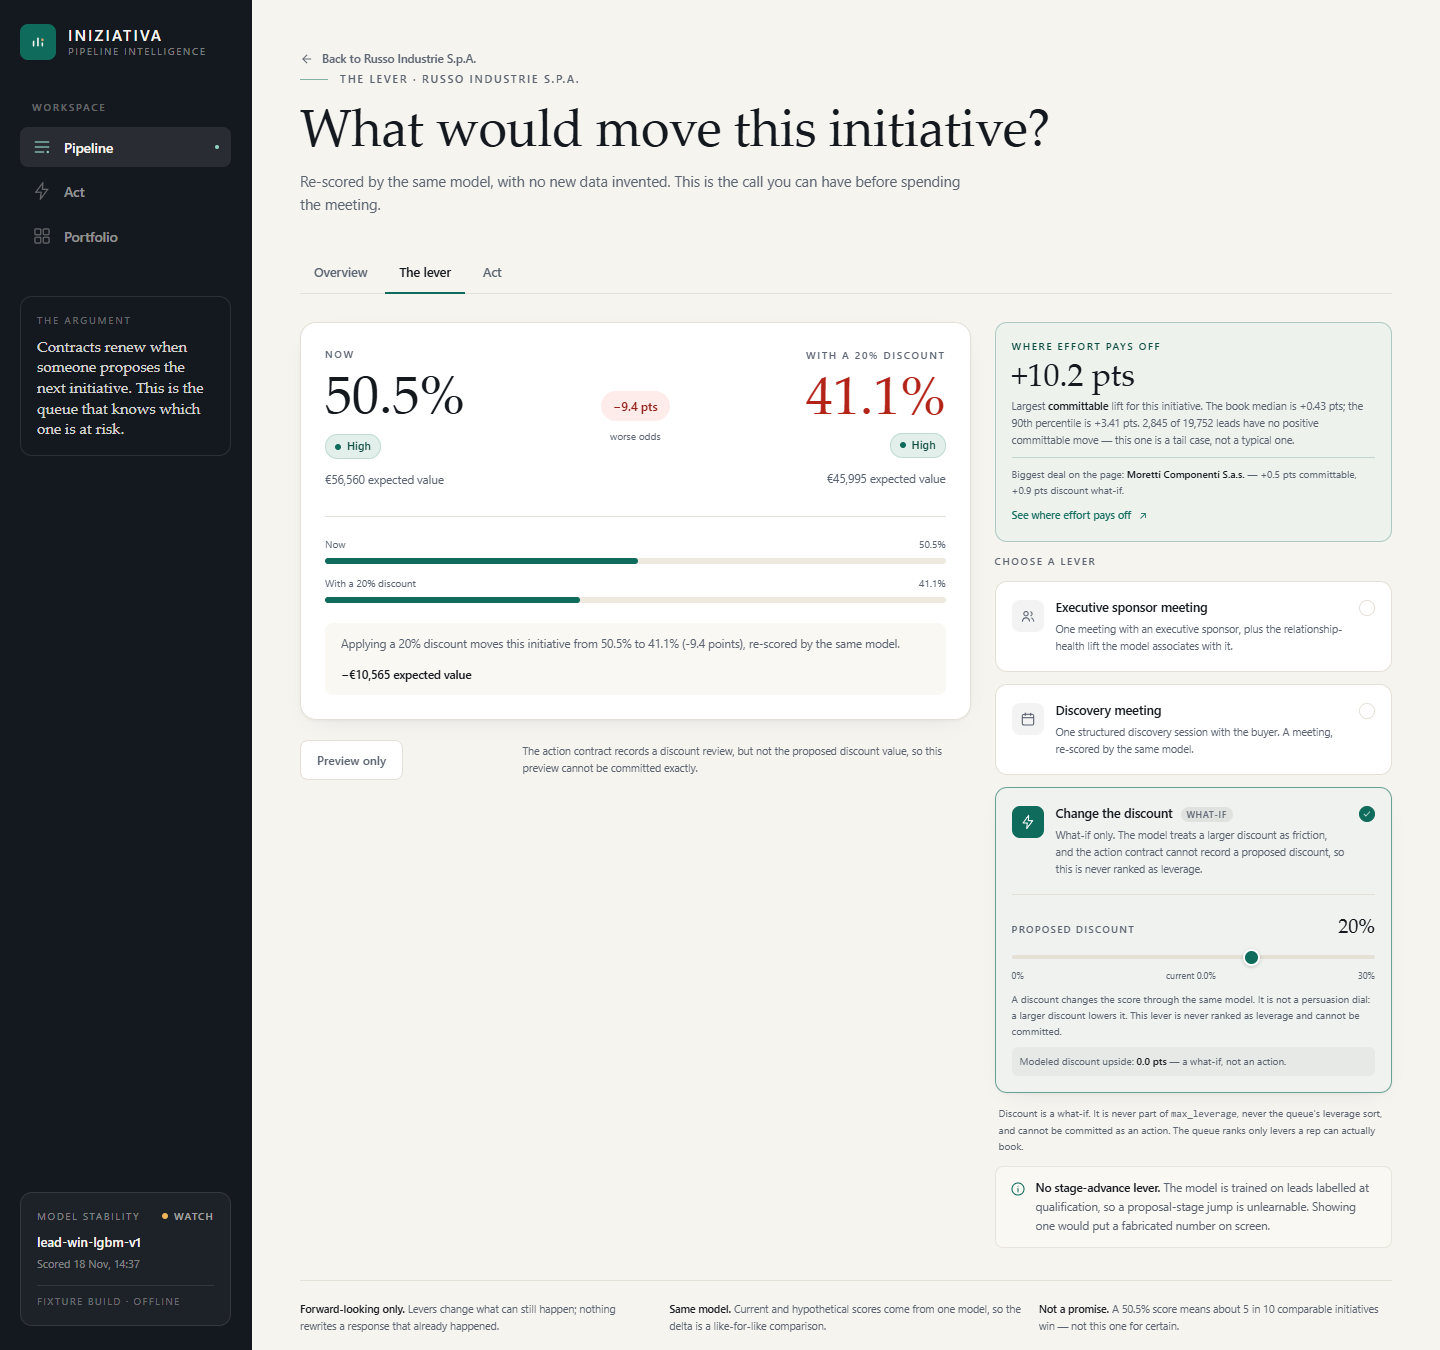 INIZIATIVA
PIPELINE INTELLIGENCE
WORKSPACE
Pipeline
Act
Portfolio
THE ARGUMENT
Contracts renew when
someone proposes the
next initiative. This is the
queue that knows which
one is at risk.
MODEL STABILITY
WATCH
lead-win-lgbm-v1
Scored 18 Nov, 14:37
FIXTURE BUILD · OFFLINE
Back to Russo Industrie S.p.A.
THE LEVER · RUSSO INDUSTRIE S.P.A.
What would move this initiative?
Re-scored by the same model, with no new data invented. This is the call you can have before spending
the meeting.
Overview
The lever
Act
NOW
50.5%
High
€56,560 expected value
−9.4 pts
worse odds
WITH A 20% DISCOUNT
41.1%
High
€45,995 expected value
Now
50.5%
With a 20% discount
41.1%
Applying a 20% discount moves this initiative from 50.5% to 41.1% (-9.4 points), re-scored by the same model.
−€10,565 expected value
Preview only
The action contract records a discount review, but not the proposed discount value, so this
preview cannot be committed exactly.
WHERE EFFORT PAYS OFF
+10.2 pts
Largest committable lift for this initiative. The book median is +0.43 pts; the
90th percentile is +3.41 pts. 2,845 of 19,752 leads have no positive
committable move — this one is a tail case, not a typical one.
Biggest deal on the page: Moretti Componenti S.a.s. — +0.5 pts committable,
+0.9 pts discount what-if.
See where effort pays off
CHOOSE A LEVER
Executive sponsor meeting
One meeting with an executive sponsor, plus the relationship-
health lift the model associates with it.
Discovery meeting
One structured discovery session with the buyer. A meeting,
re-scored by the same model.
Change the discount
WHAT-IF
What-if only. The model treats a larger discount as friction,
and the action contract cannot record a proposed discount, so
this is never ranked as leverage.
PROPOSED DISCOUNT
20%
0%
current 0.0%
30%
A discount changes the score through the same model. It is not a persuasion dial:
a larger discount lowers it. This lever is never ranked as leverage and cannot be
committed.
Modeled discount upside: 0.0 pts — a what-if, not an action.
Discount is a what-if. It is never part of max_leverage, never the queue's leverage sort,
and cannot be committed as an action. The queue ranks only levers a rep can actually
book.
No stage-advance lever. The model is trained on leads labelled at
qualification, so a proposal-stage jump is unlearnable. Showing
one would put a fabricated number on screen.
Forward-looking only. Levers change what can still happen; nothing
rewrites a response that already happened.
Same model. Current and hypothetical scores come from one model, so the
delta is a like-for-like comparison.
Not a promise. A 50.5% score means about 5 in 10 comparable initiatives
win — not this one for certain.